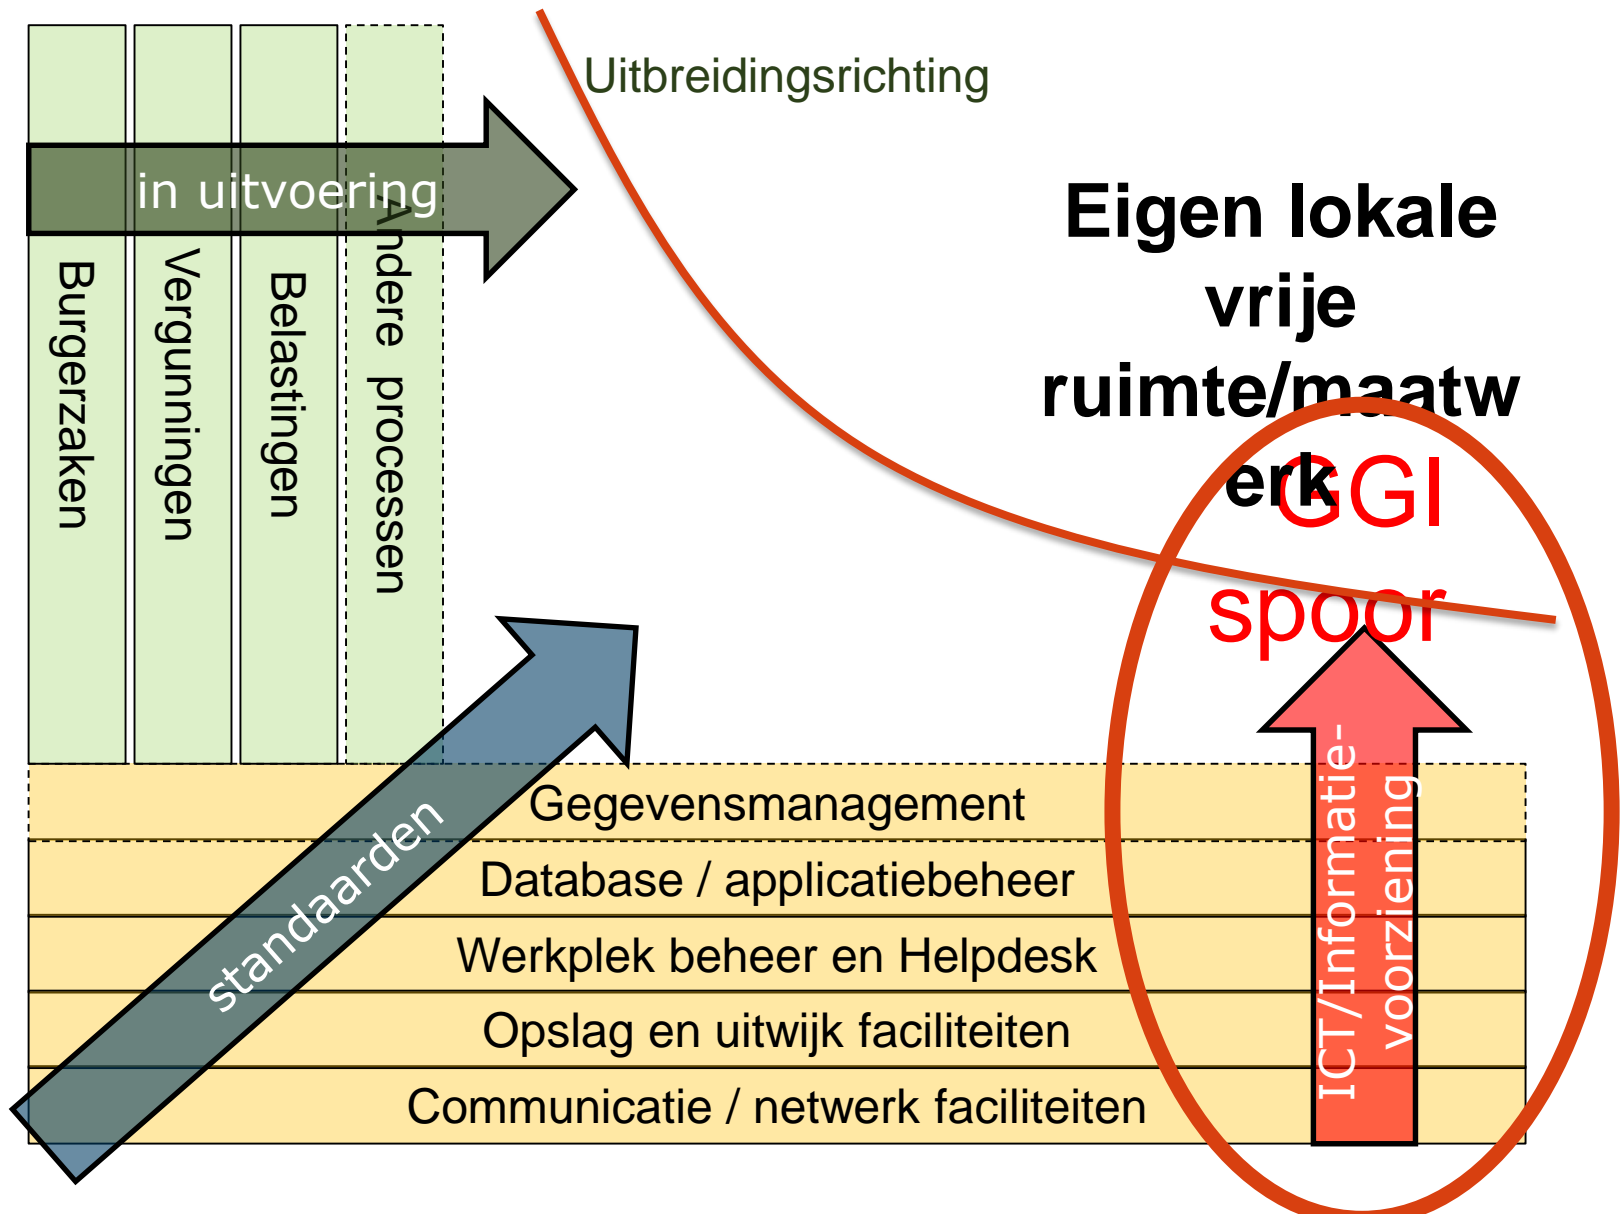 Uitbreidingsrichting
in uitvoering
Burgerzaken
Vergunningen
Belastingen
Andere processen
Eigen lokale
vrije
ruimte/maatw
erk
GGI
spoor
standaarden
Gegevensmanagement
Database / applicatiebeheer
Werkplek beheer en Helpdesk
Opslag en uitwijk faciliteiten
Communicatie / netwerk faciliteiten
ICT/Informatie-
voorziening